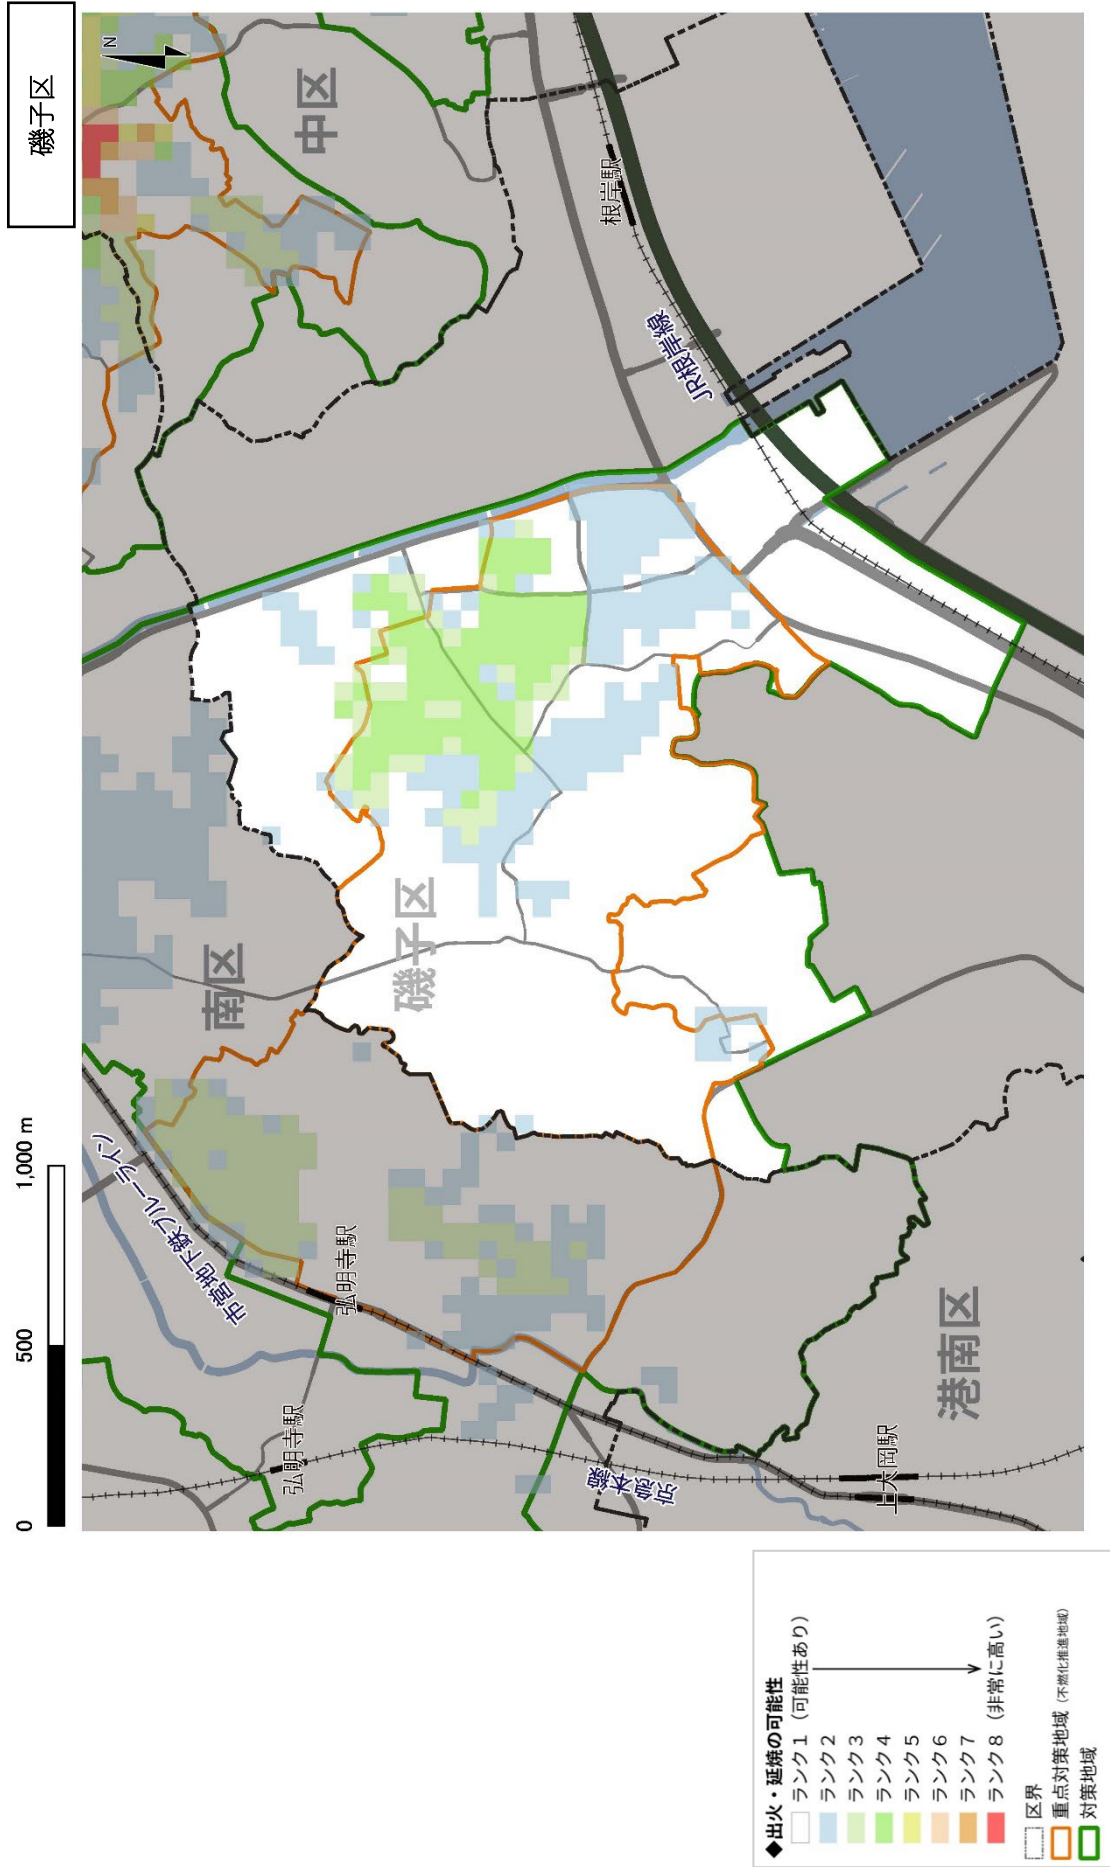 磯子区
0 500 1,000 m
N
中区
南区
磯子区
港南区
根岸駅
JR根岸線
市営地下鉄ブルーライン
弘明寺駅
弘明寺駅
京急本線
上大岡駅
◆出火・延焼の可能性
ランク1（可能性あり）
ランク2
ランク3
ランク4
ランク5
ランク6
ランク7
ランク8（非常に高い）
区界
重点対策地域（不燃化推進地域）
対策地域